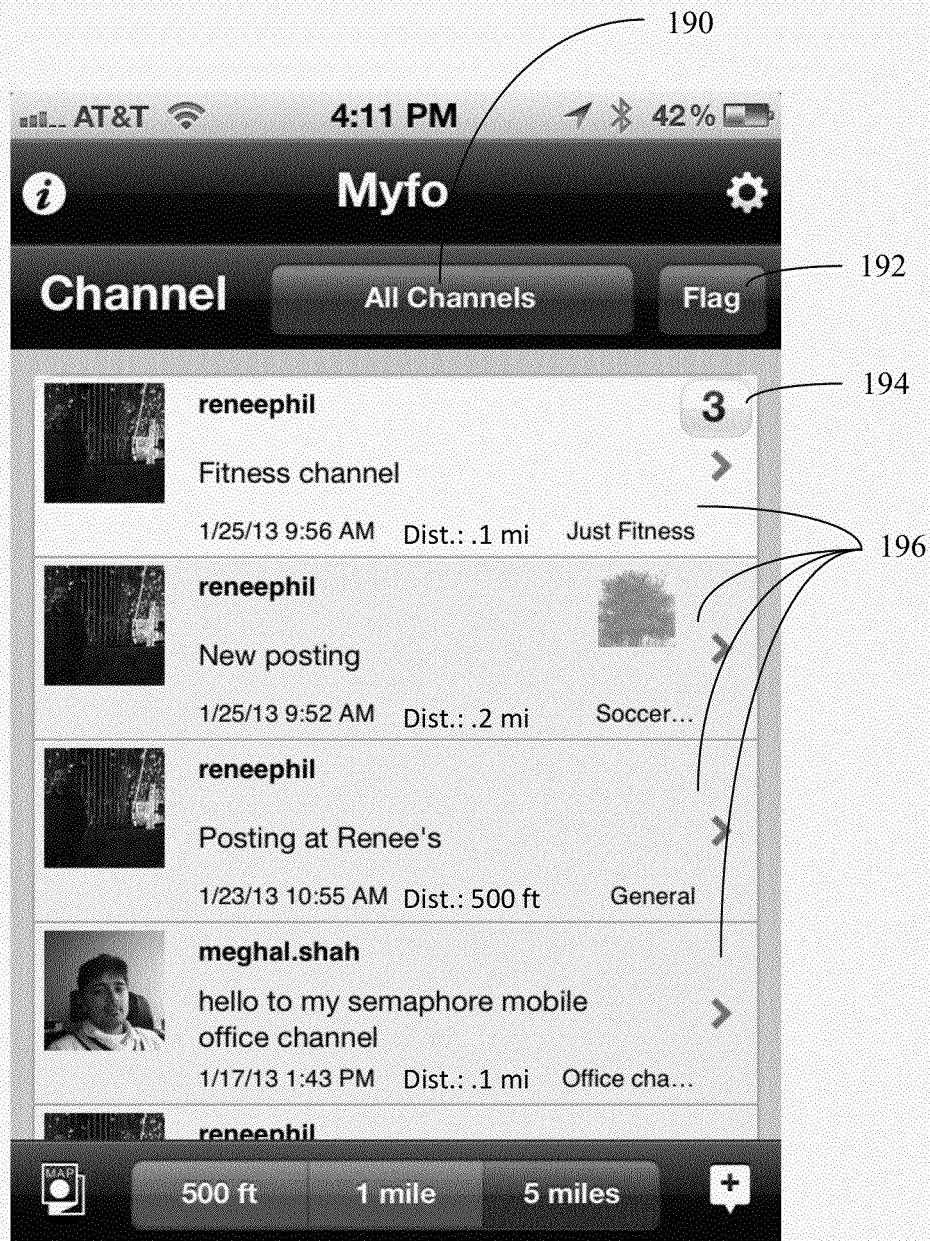 190
AT&T 4:11 PM 42%
i Myfo
192
Channel All Channels Flag
194
reneephil 3
Fitness channel
1/25/13 9:56 AM Dist.: .1 mi Just Fitness
196
reneephil
New posting
1/25/13 9:52 AM Dist.: .2 mi Soccer...
reneephil
Posting at Renee's
1/23/13 10:55 AM Dist.: 500 ft General
meghal.shah
hello to my semaphore mobile
office channel
1/17/13 1:43 PM Dist.: .1 mi Office cha...
reneephil
MAP 500 ft 1 mile 5 miles +